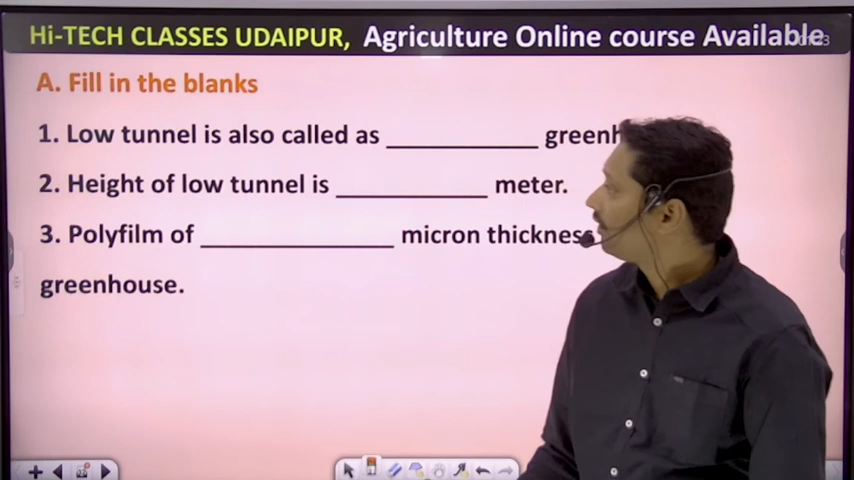 Hi-TECH CLASSES UDAIPUR, Agriculture Online course Available
A. Fill in the blanks
1. Low tunnel is also called as ____________ greenh
2. Height of low tunnel is ____________ meter.
3. Polyfilm of _______________ micron thickness
greenhouse.